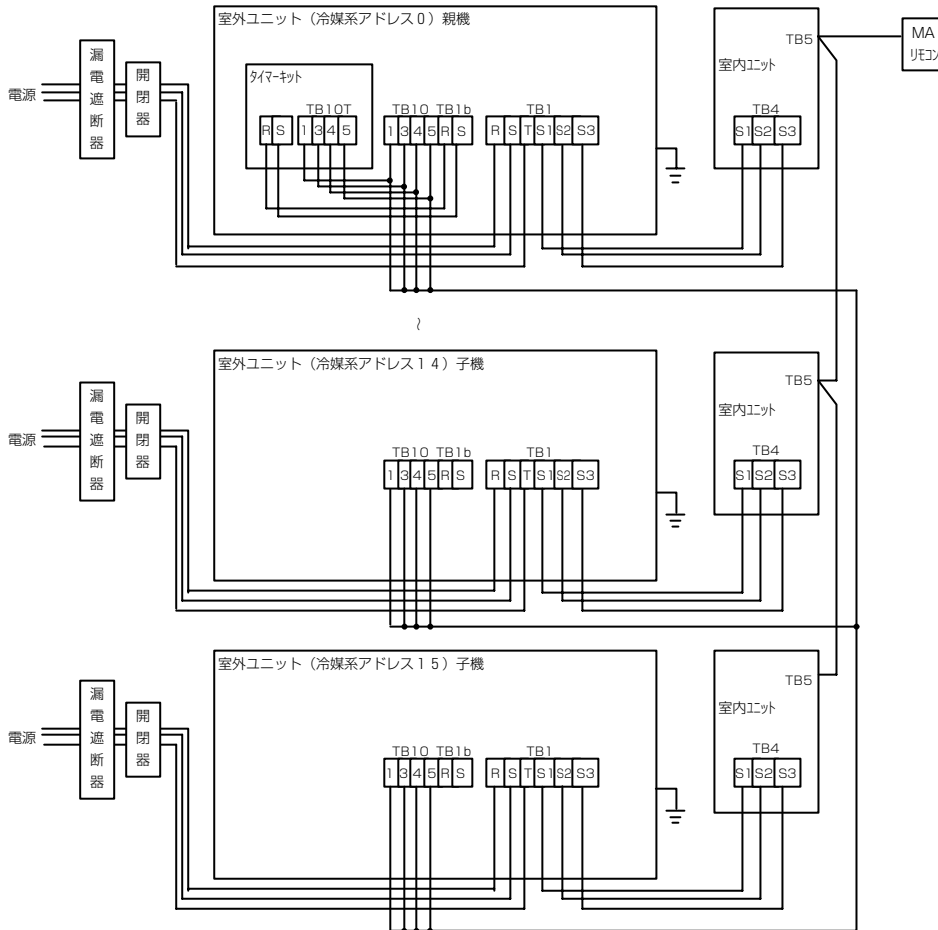 室外ユニット（冷媒系アドレス０）親機
TB5
MA
リモコン
漏電遮断器
開閉器
電源
タイマーキット
TB10T
R S 1 3 4 5
TB10 TB1b
1 3 4 5 R S
TB1
R S T S1 S2 S3
室内ユニット
TB4
S1 S2 S3
～
室外ユニット（冷媒系アドレス１４）子機
TB5
漏電遮断器
開閉器
電源
TB10 TB1b
1 3 4 5 R S
TB1
R S T S1 S2 S3
室内ユニット
TB4
S1 S2 S3
室外ユニット（冷媒系アドレス１５）子機
TB5
漏電遮断器
開閉器
電源
TB10 TB1b
1 3 4 5 R S
TB1
R S T S1 S2 S3
室内ユニット
TB4
S1 S2 S3